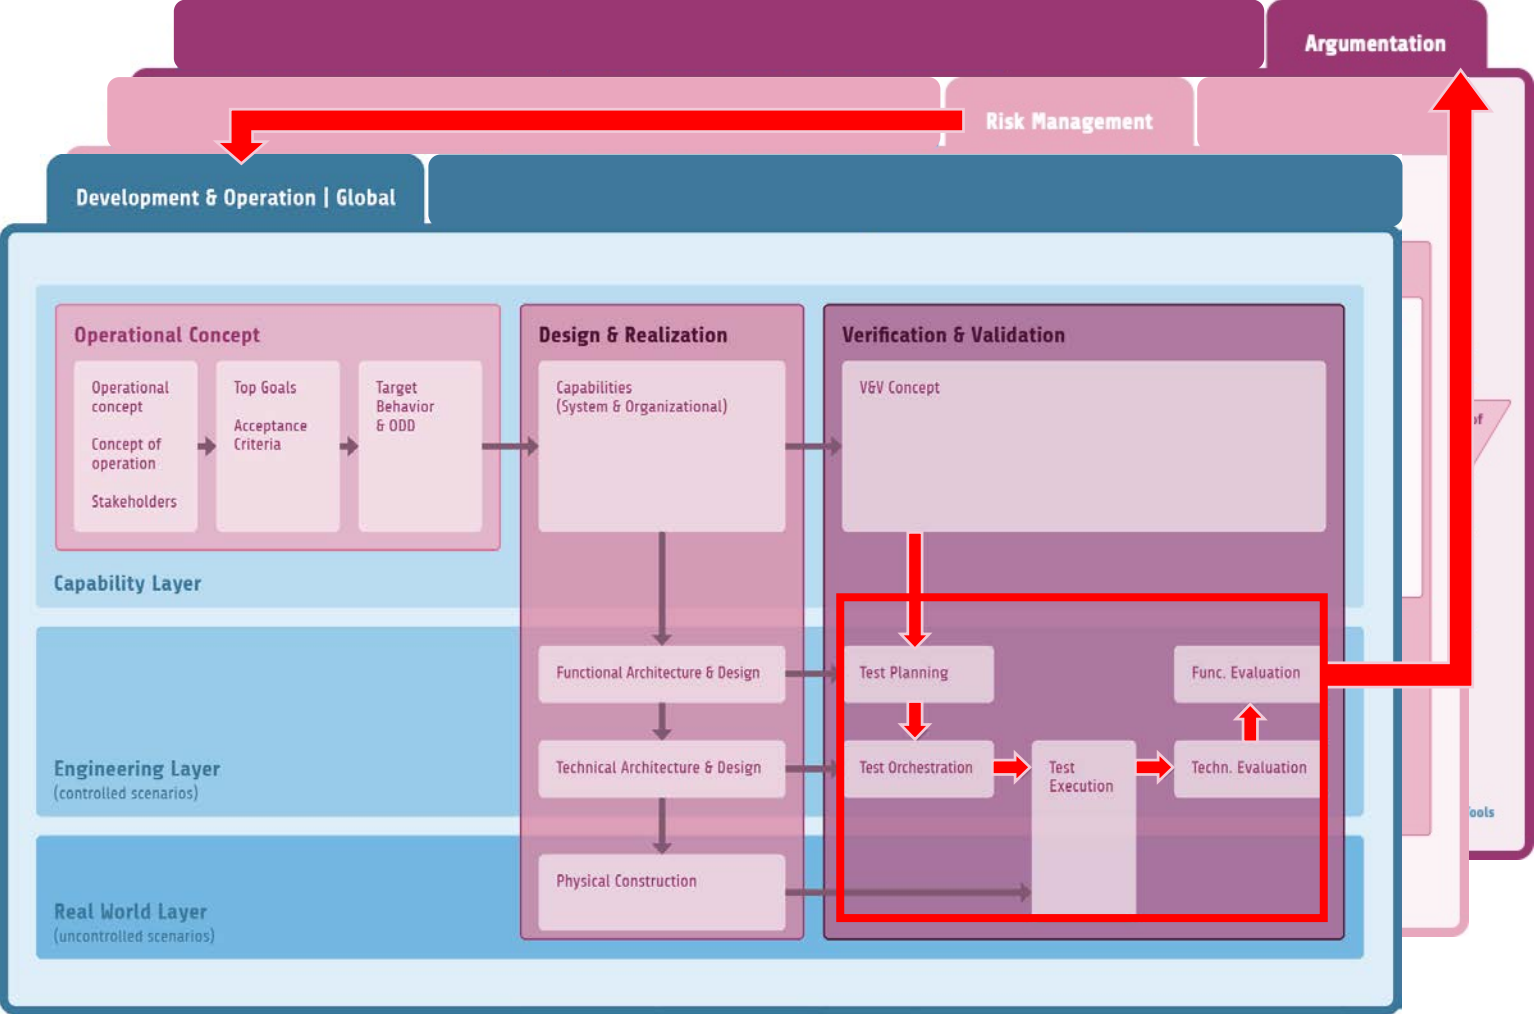 Argumentation
Risk Management
Development & Operation | Global
Operational Concept
Operational
concept
Concept of
operation
Stakeholders
Top Goals
Acceptance
Criteria
Target
Behavior
& ODD
Capability Layer
Design & Realization
Capabilities
(System & Organizational)
Verification & Validation
V&V Concept
of
Engineering Layer
(controlled scenarios)
Functional Architecture & Design
Technical Architecture & Design
Test Planning
Test Orchestration
Test
Execution
Func. Evaluation
Techn. Evaluation
Tools
Real World Layer
(uncontrolled scenarios)
Physical Construction